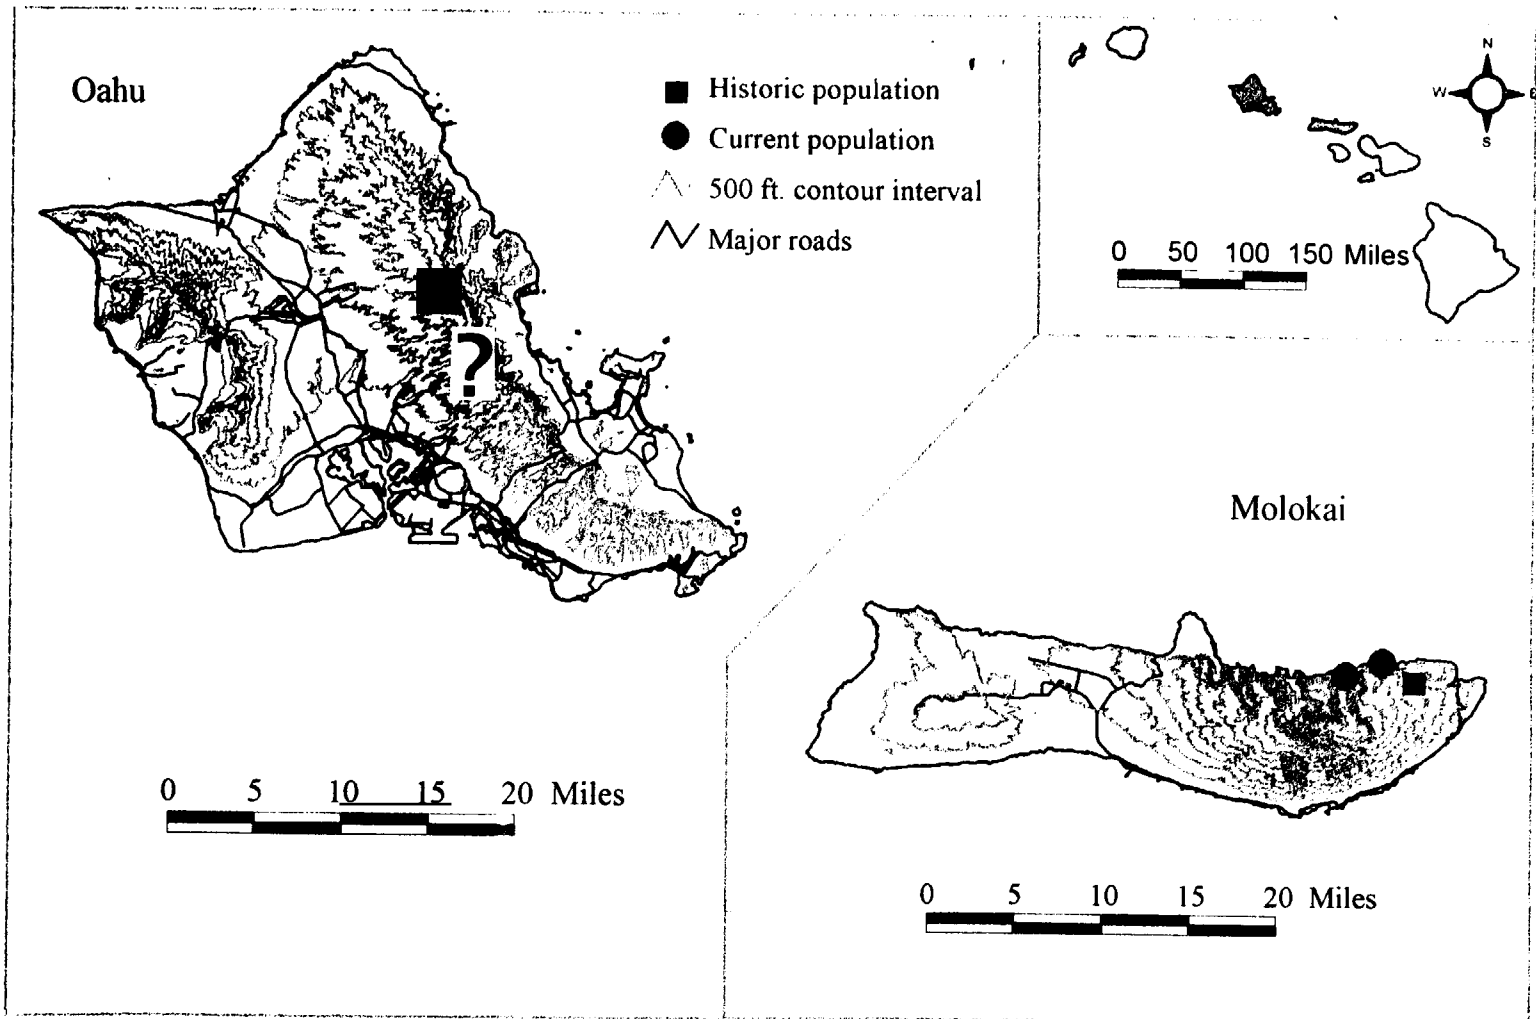 Oahu
Historic population
Current population
500 ft. contour interval
Major roads
N
W E
S
0 50 100 150 Miles
?
Molokai
0 5 10 15 20 Miles
0 5 10 15 20 Miles